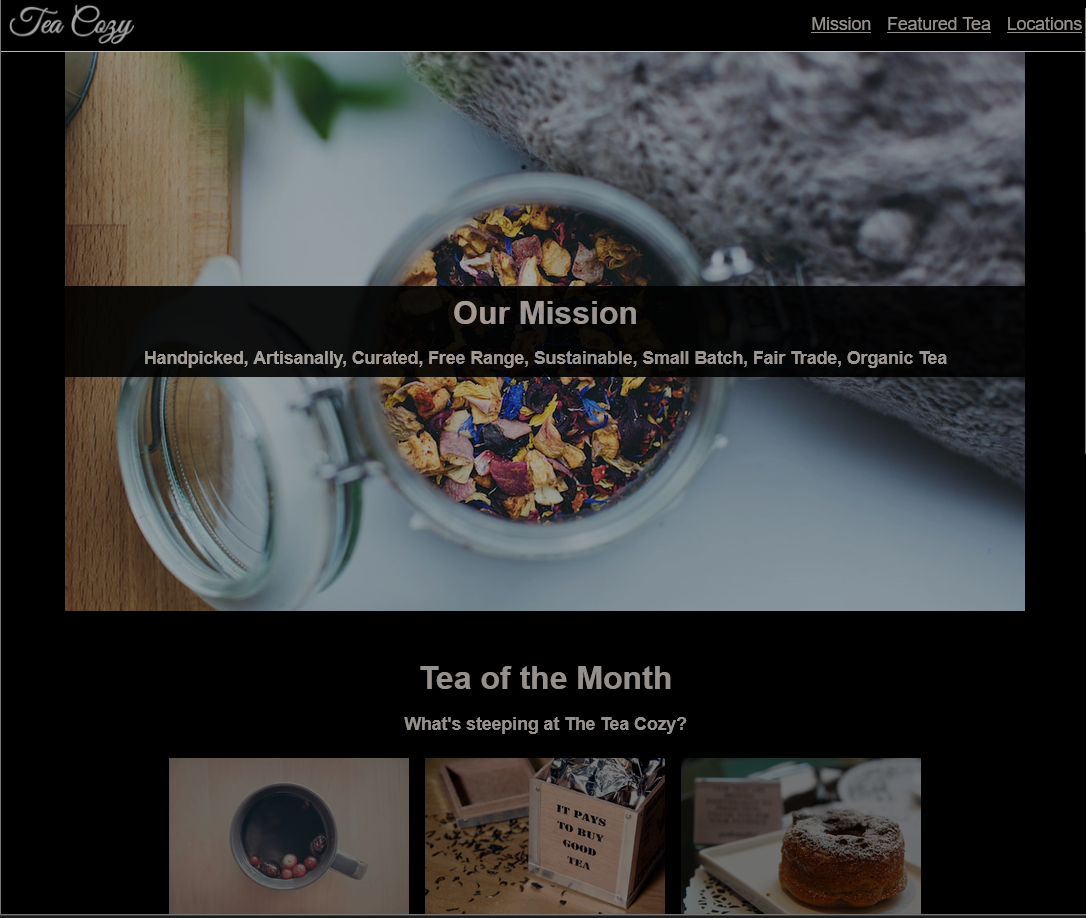 Tea Cozy
Mission Featured Tea Locations
Our Mission
Handpicked, Artisanally, Curated, Free Range, Sustainable, Small Batch, Fair Trade, Organic Tea
Tea of the Month
What's steeping at The Tea Cozy?
IT PAYS
TO BUY
GOOD
TEA